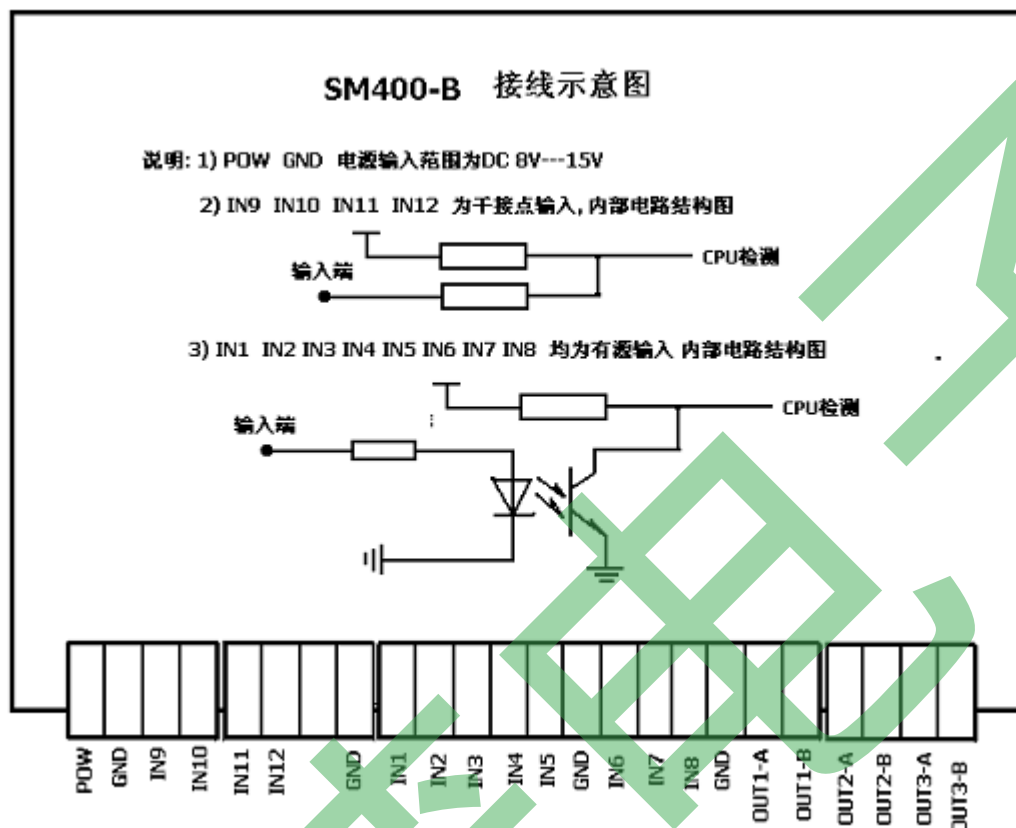 SM400-B 接线示意图
说明: 1) POW GND 电源输入范围为DC 8V---15V
2) IN9 IN10 IN11 IN12 为干接点输入, 内部电路结构图
CPU检测
输入端
3) IN1 IN2 IN3 IN4 IN5 IN6 IN7 IN8 均为有源输入 内部电路结构图
CPU检测
输入端
POW GND IN9 IN10 IN11 IN12 GND IN1 IN2 IN3 IN4 IN5 GND IN6 IN7 IN8 GND OUT1-A OUT1-B OUT2-A OUT2-B OUT3-A OUT3-B